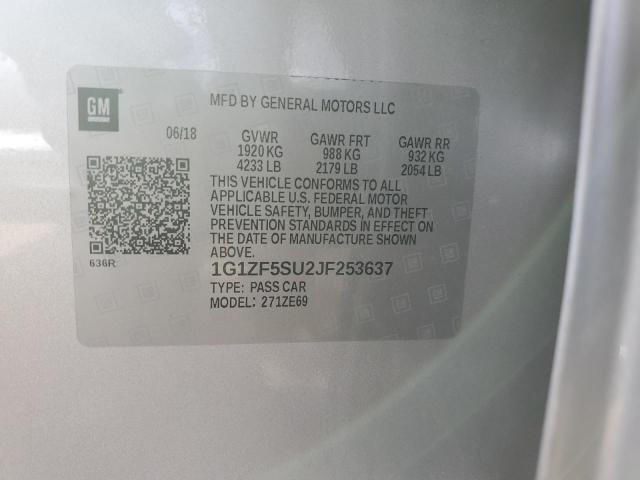 GM
MFD BY GENERAL MOTORS LLC
06/18 GVWR GAWR FRT GAWR RR
1920 KG 988 KG 932 KG
4233 LB 2179 LB 2054 LB
THIS VEHICLE CONFORMS TO ALL
APPLICABLE U.S. FEDERAL MOTOR
VEHICLE SAFETY, BUMPER, AND THEFT
PREVENTION STANDARDS IN EFFECT ON
THE DATE OF MANUFACTURE SHOWN
ABOVE.
636R
1G1ZF5SU2JF253637
TYPE: PASS CAR
MODEL: 271ZE69